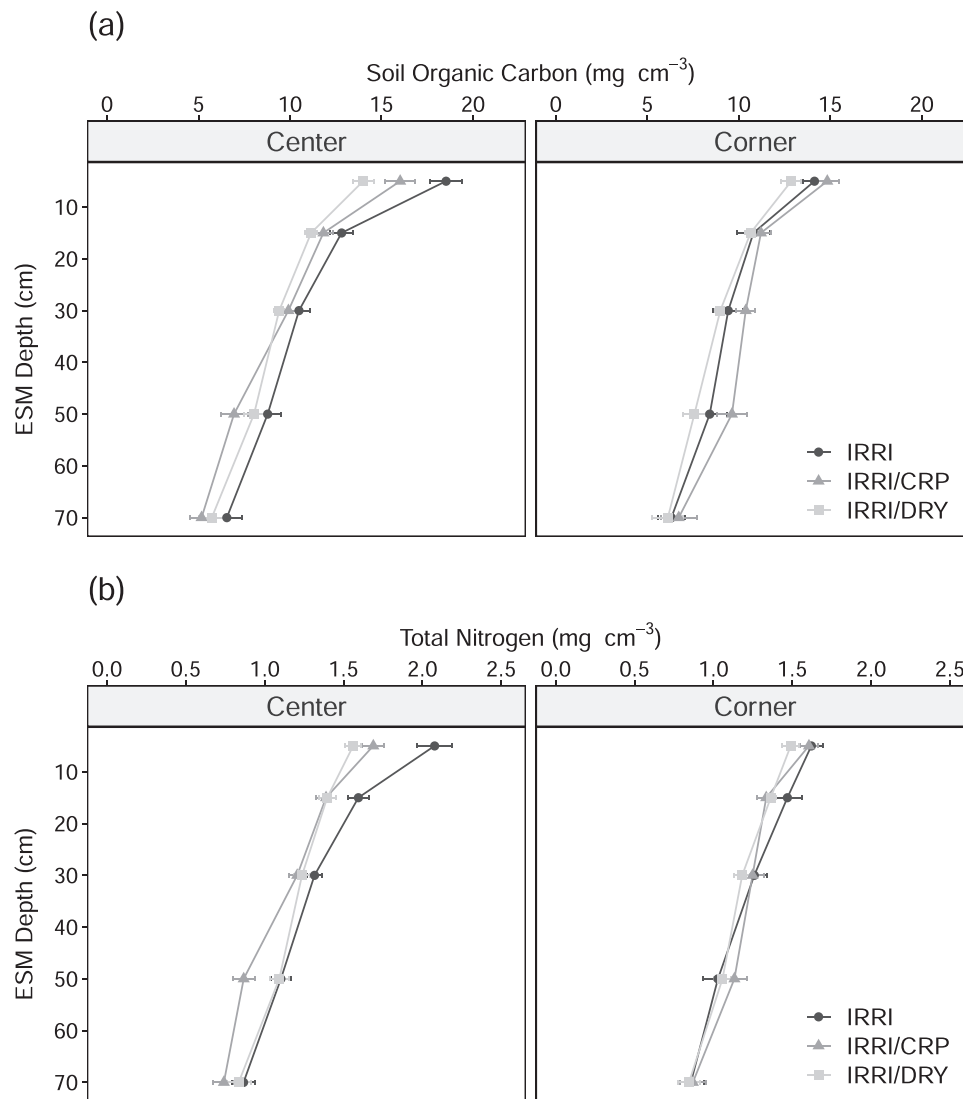 (a)
Soil Organic Carbon (mg cm⁻³)
0 5 10 15 20 0 5 10 15 20
Center Corner
10
20
30
40
50
60
70
ESM Depth (cm)
IRRI
IRRI/CRP
IRRI/DRY
(b)
Total Nitrogen (mg cm⁻³)
0.0 0.5 1.0 1.5 2.0 2.5 0.0 0.5 1.0 1.5 2.0 2.5
Center Corner
10
20
30
40
50
60
70
ESM Depth (cm)
IRRI
IRRI/CRP
IRRI/DRY